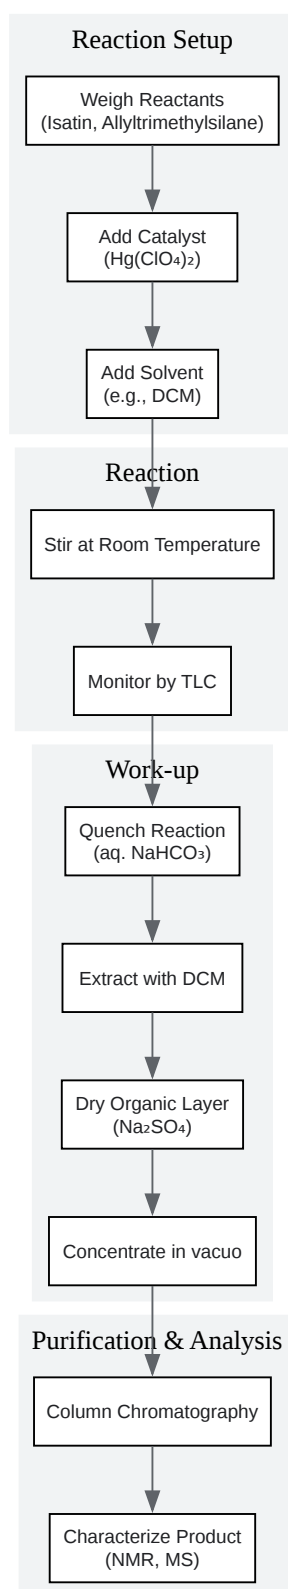 Reaction Setup
Weigh Reactants
(Isatin, Allyltrimethylsilane)
Add Catalyst
(Hg(ClO₄)₂)
Add Solvent
(e.g., DCM)
Reaction
Stir at Room Temperature
Monitor by TLC
Work-up
Quench Reaction
(aq. NaHCO₃)
Extract with DCM
Dry Organic Layer
(Na₂SO₄)
Concentrate in vacuo
Purification & Analysis
Column Chromatography
Characterize Product
(NMR, MS)